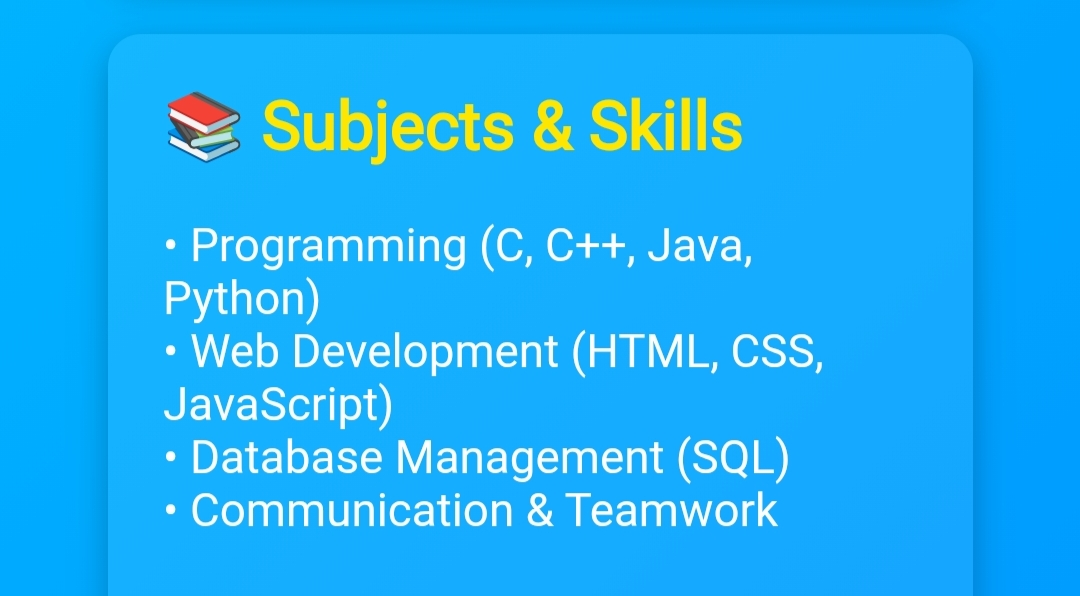 📚 Subjects & Skills
• Programming (C, C++, Java,
Python)
• Web Development (HTML, CSS,
JavaScript)
• Database Management (SQL)
• Communication & Teamwork